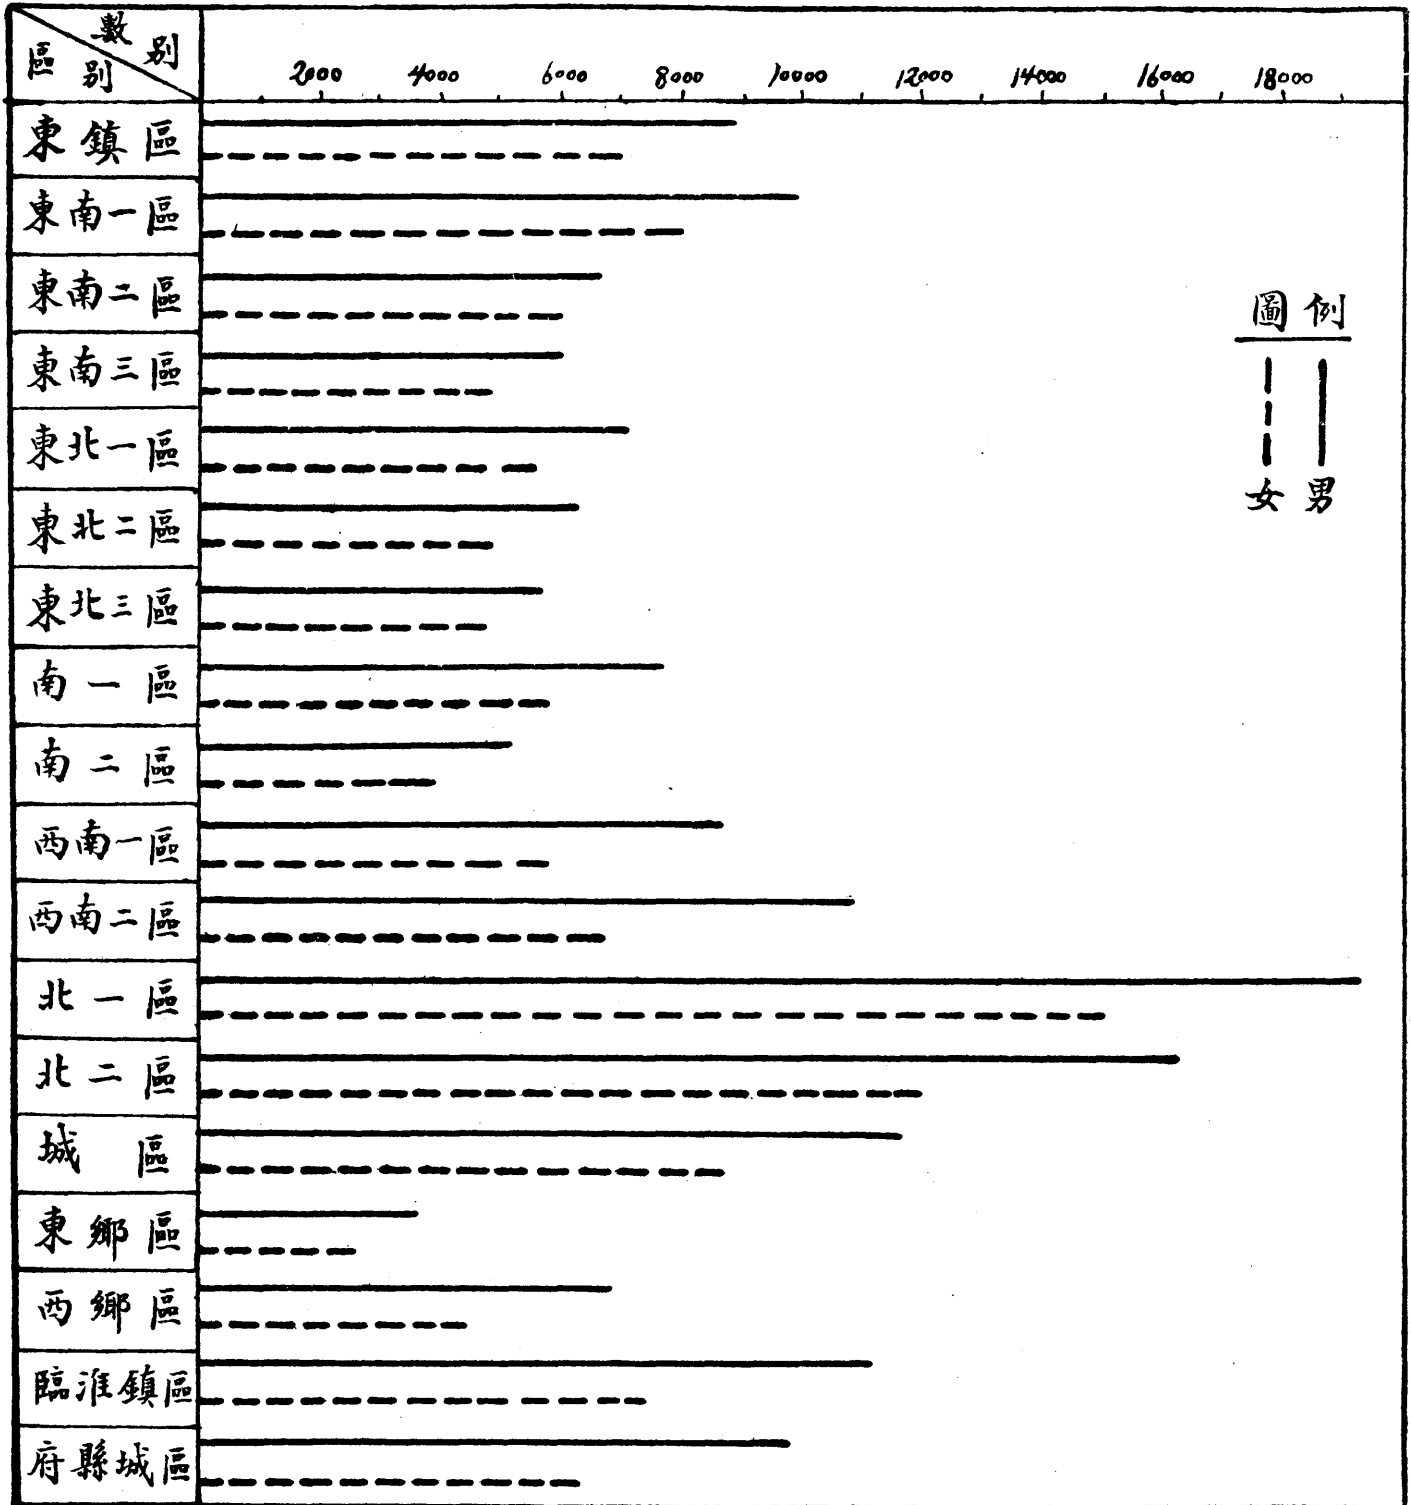 數別
區別
2000 4000 6000 8000 10000 12000 14000 16000 18000
東鎮區
東南一區
東南二區
東南三區
東北一區
東北二區
東北三區
南一區
南二區
西南一區
西南二區
北一區
北二區
城區
東鄉區
西鄉區
臨淮鎮區
府縣城區
圖例
女 男